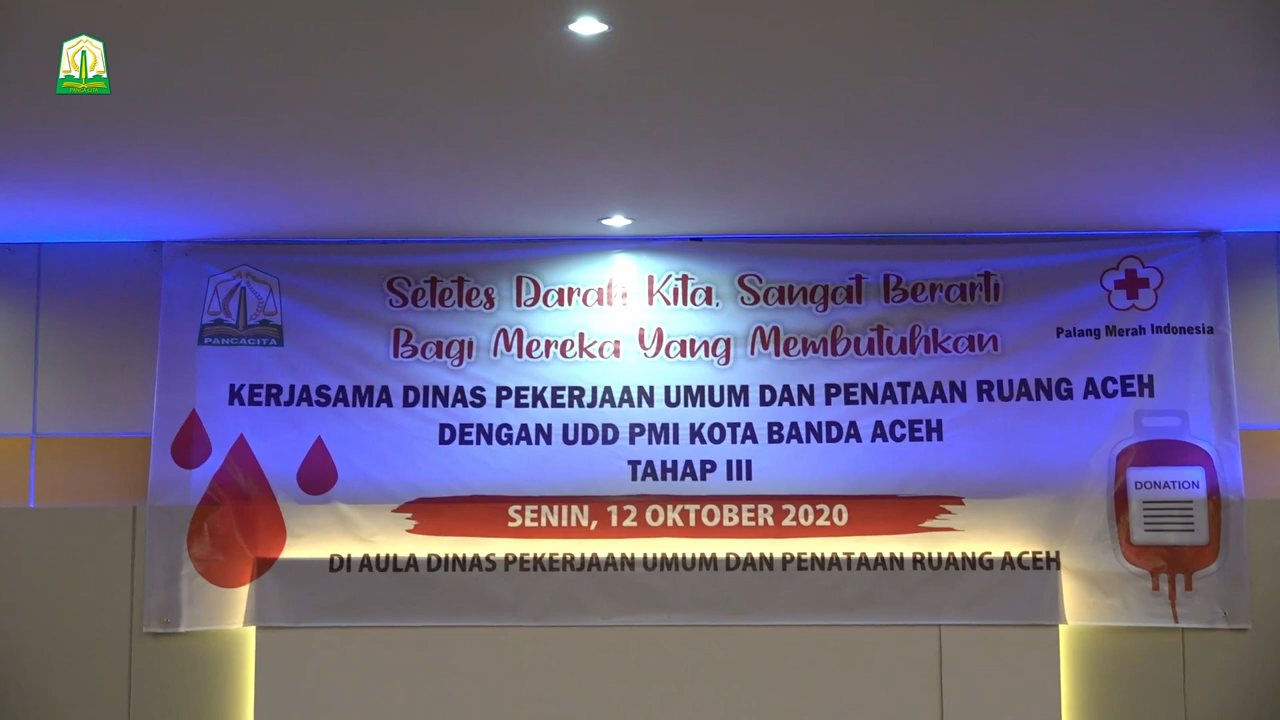 PANCACITA
Setetes Darah Kita, Sangat Berarti
Bagi Mereka Yang Membutuhkan
PANCACITA
Palang Merah Indonesia
KERJASAMA DINAS PEKERJAAN UMUM DAN PENATAAN RUANG ACEH
DENGAN UDD PMI KOTA BANDA ACEH
TAHAP III
DONATION
SENIN, 12 OKTOBER 2020
DI AULA DINAS PEKERJAAN UMUM DAN PENATAAN RUANG ACEH